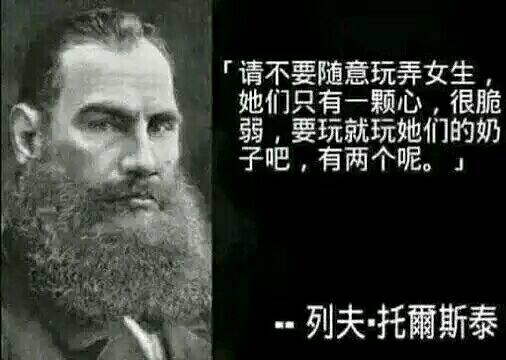 「请不要随意玩弄女生，
她们只有一颗心，很脆
弱，要玩就玩她们的奶
子吧，有两个呢。」
-- 列夫·托爾斯泰